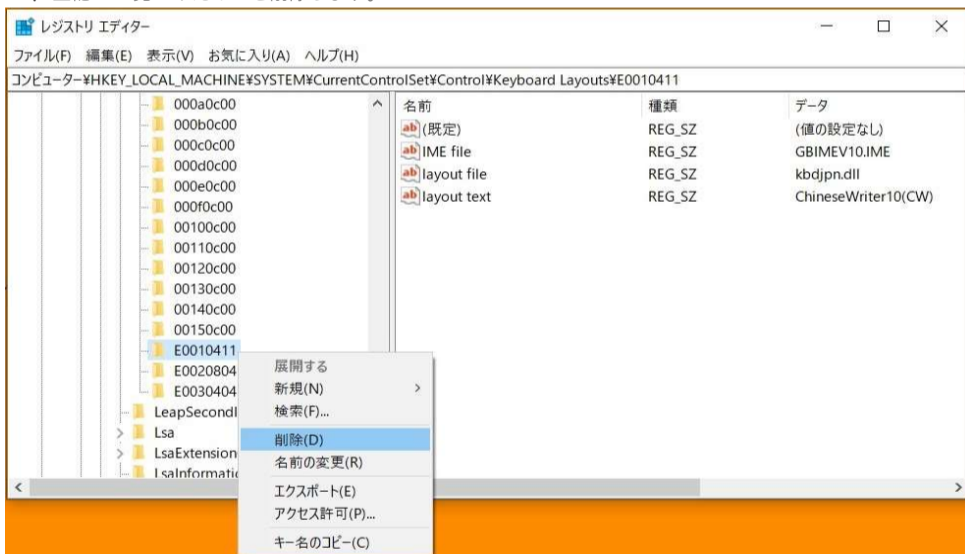 レジストリ エディター
ファイル(F) 編集(E) 表示(V) お気に入り(A) ヘルプ(H)
コンピューター¥HKEY_LOCAL_MACHINE¥SYSTEM¥CurrentControlSet¥Control¥Keyboard Layouts¥E0010411
000a0c00
000b0c00
000c0c00
000d0c00
000e0c00
000f0c00
00100c00
00110c00
00120c00
00130c00
00140c00
00150c00
E0010411
E0020804
E0030404
LeapSecondI
Lsa
LsaExtension
LsaInformati
名前 種類 データ
ab (既定) REG_SZ (値の設定なし)
ab IME file REG_SZ GBIMEV10.IME
ab layout file REG_SZ kbdjpn.dll
ab layout text REG_SZ ChineseWriter10(CW)
展開する
新規(N)
検索(F)...
削除(D)
名前の変更(R)
エクスポート(E)
アクセス許可(P)...
キー名のコピー(C)